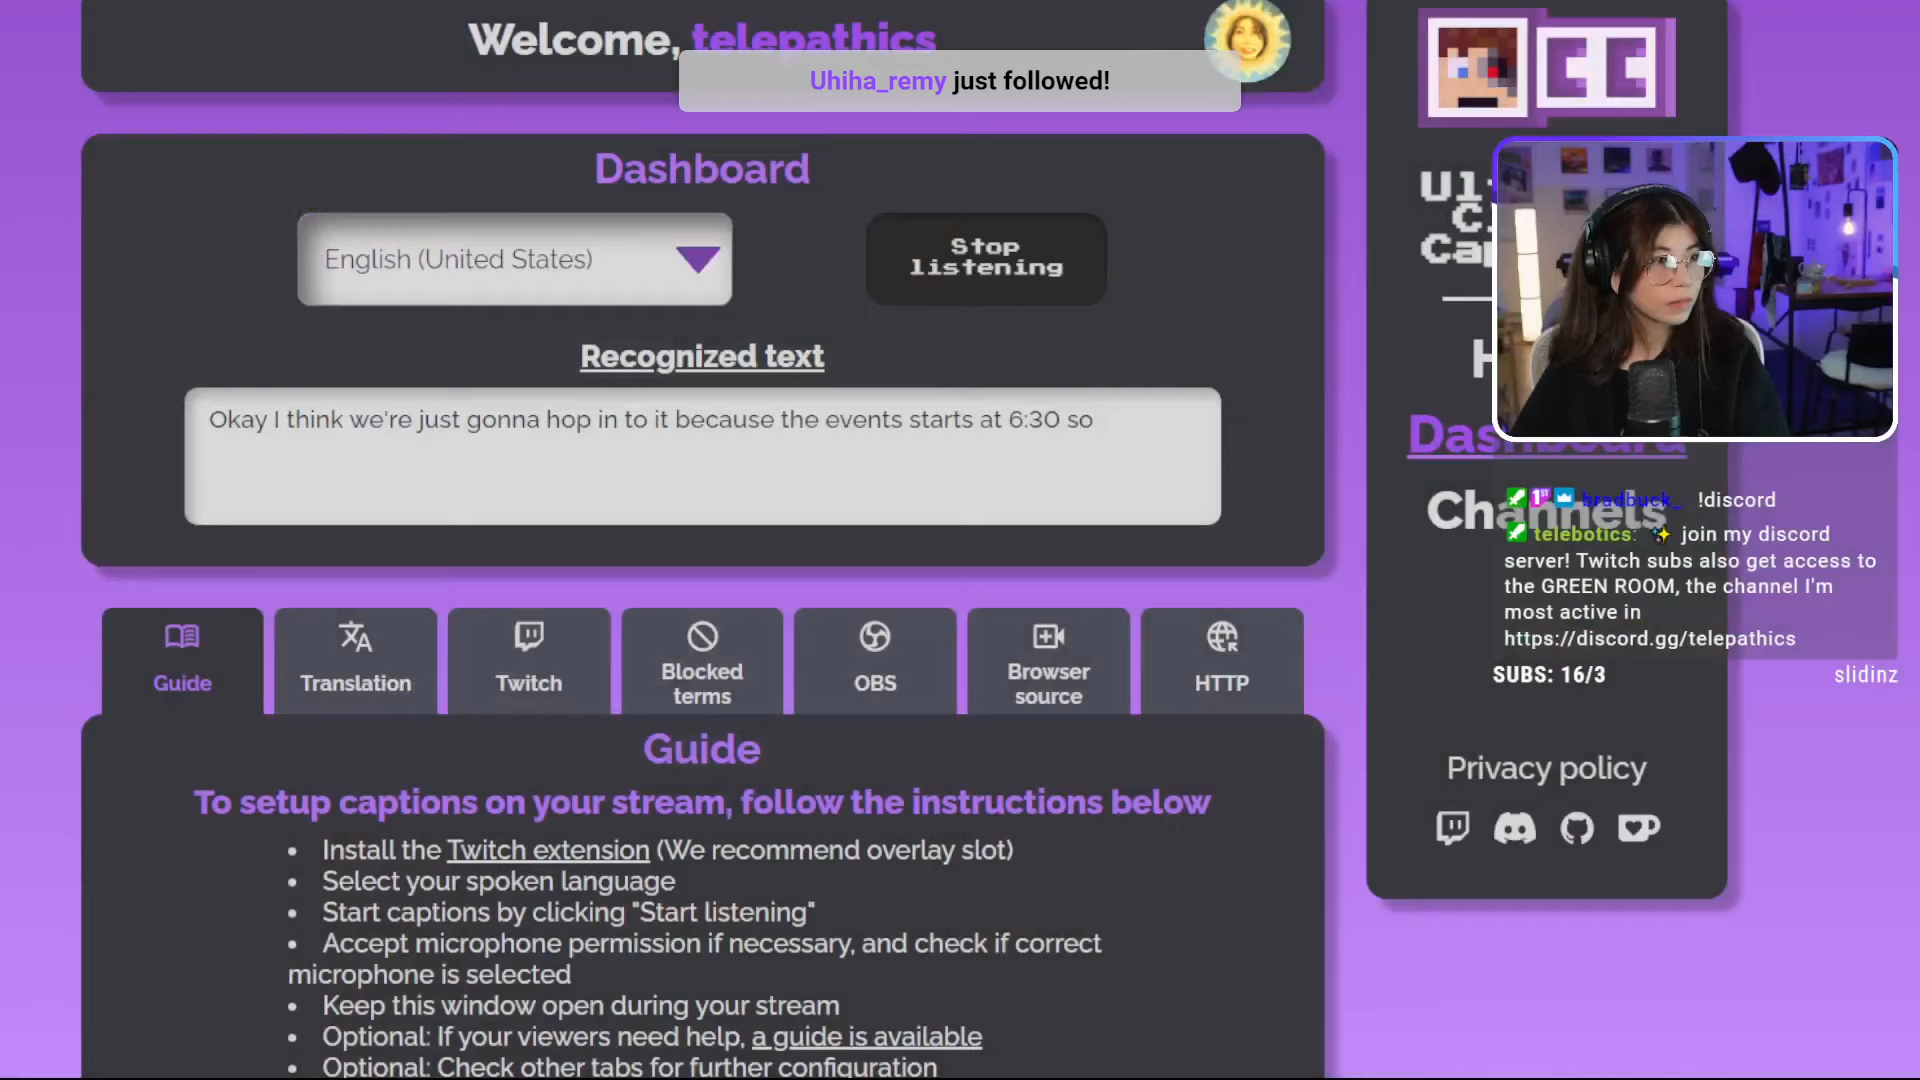 Welcome, telepathics
Uhiha_remy just followed!
Dashboard
English (United States)
Stop
listening
Recognized text
Okay I think we're just gonna hop in to it because the events starts at 6:30 so
Guide
Translation
Twitch
Blocked
terms
OBS
Browser
source
HTTP
Guide
To setup captions on your stream, follow the instructions below
• Install the Twitch extension (We recommend overlay slot)
• Select your spoken language
• Start captions by clicking "Start listening"
• Accept microphone permission if necessary, and check if correct
microphone is selected
• Keep this window open during your stream
• Optional: If your viewers need help, a guide is available
• Optional: Check other tabs for further configuration
CC
Dashboard
Channels
bradbuck_ !discord
telebotics: ✨ join my discord
server! Twitch subs also get access to
the GREEN ROOM, the channel I'm
most active in
https://discord.gg/telepathics
SUBS: 16/3
slidinz
Privacy policy